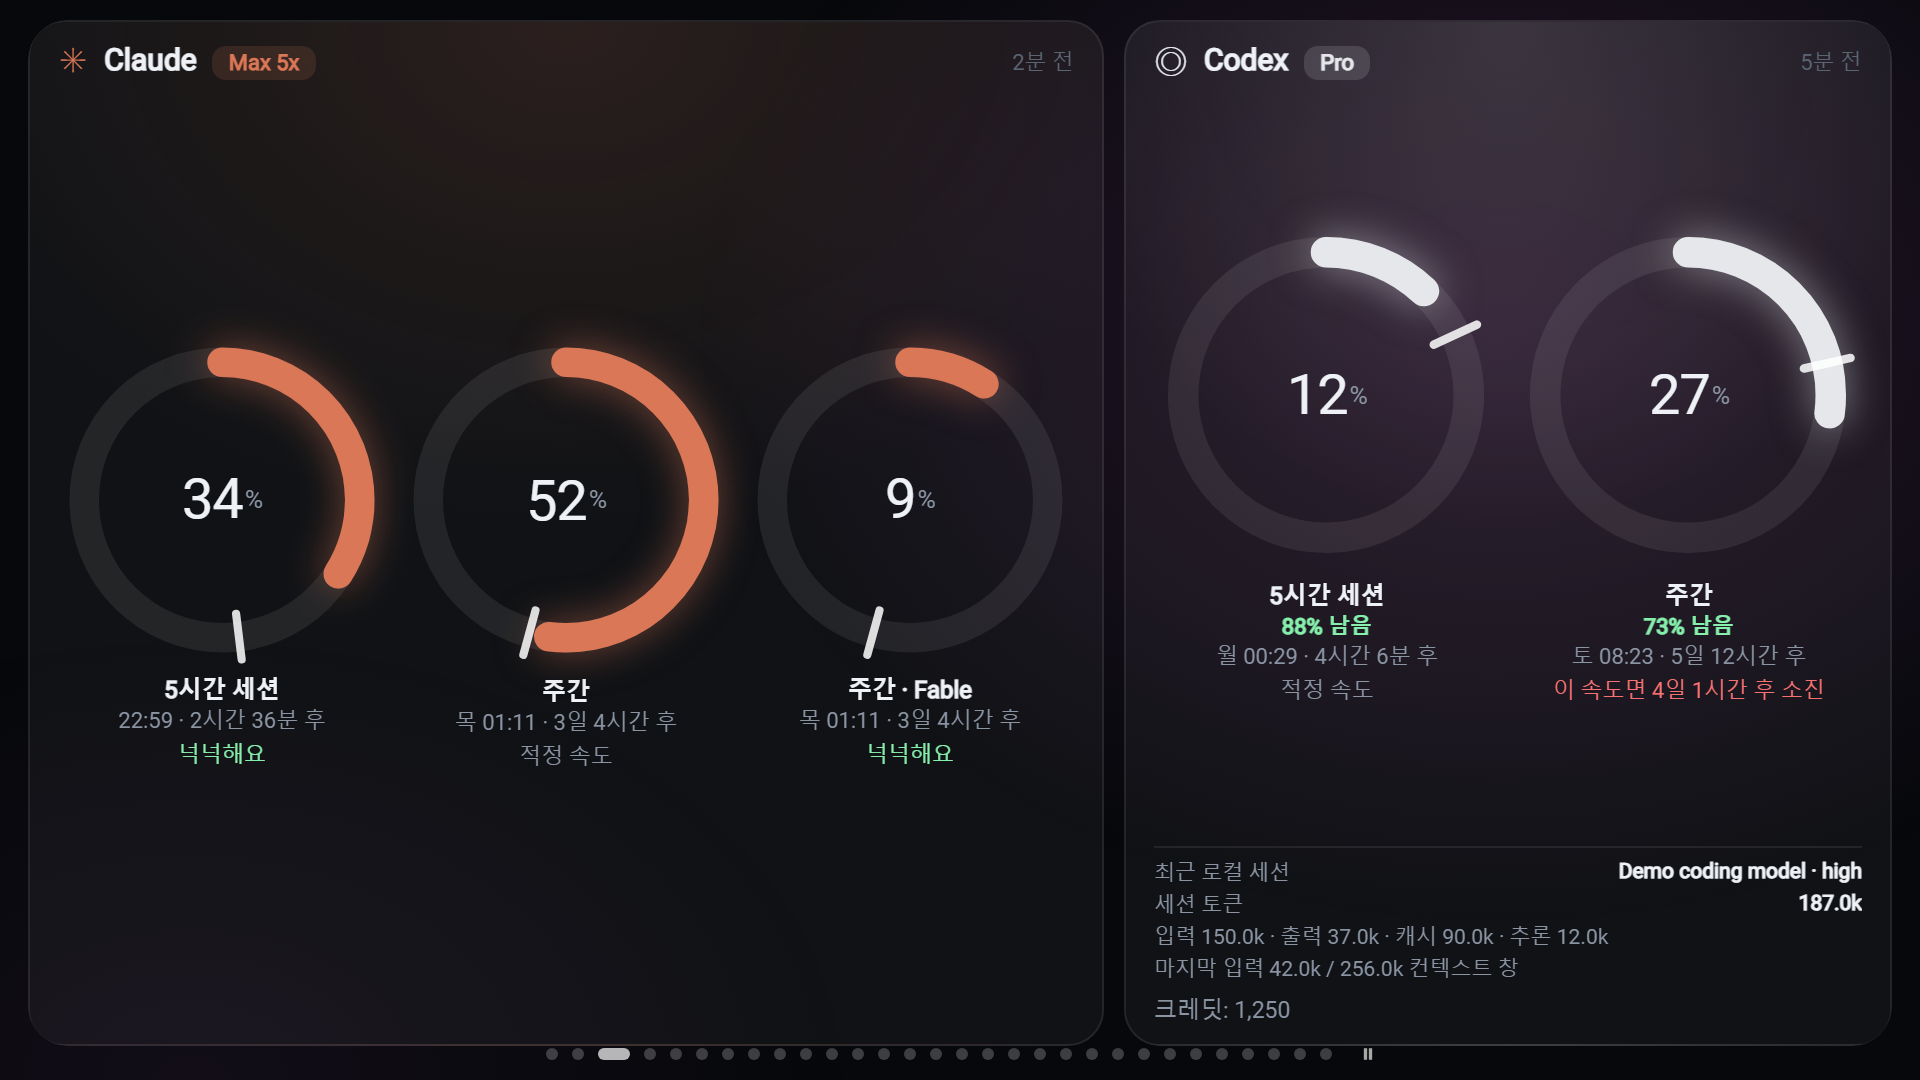 Claude Max 5x 2분 전
34%
5시간 세션
22:59 · 2시간 36분 후
넉넉해요
52%
주간
목 01:11 · 3일 4시간 후
적정 속도
9%
주간 · Fable
목 01:11 · 3일 4시간 후
넉넉해요
Codex Pro 5분 전
12%
5시간 세션
88% 남음
월 00:29 · 4시간 6분 후
적정 속도
27%
주간
73% 남음
토 08:23 · 5일 12시간 후
이 속도면 4일 1시간 후 소진
최근 로컬 세션 Demo coding model · high
세션 토큰 187.0k
입력 150.0k · 출력 37.0k · 캐시 90.0k · 추론 12.0k
마지막 입력 42.0k / 256.0k 컨텍스트 창
크레딧: 1,250